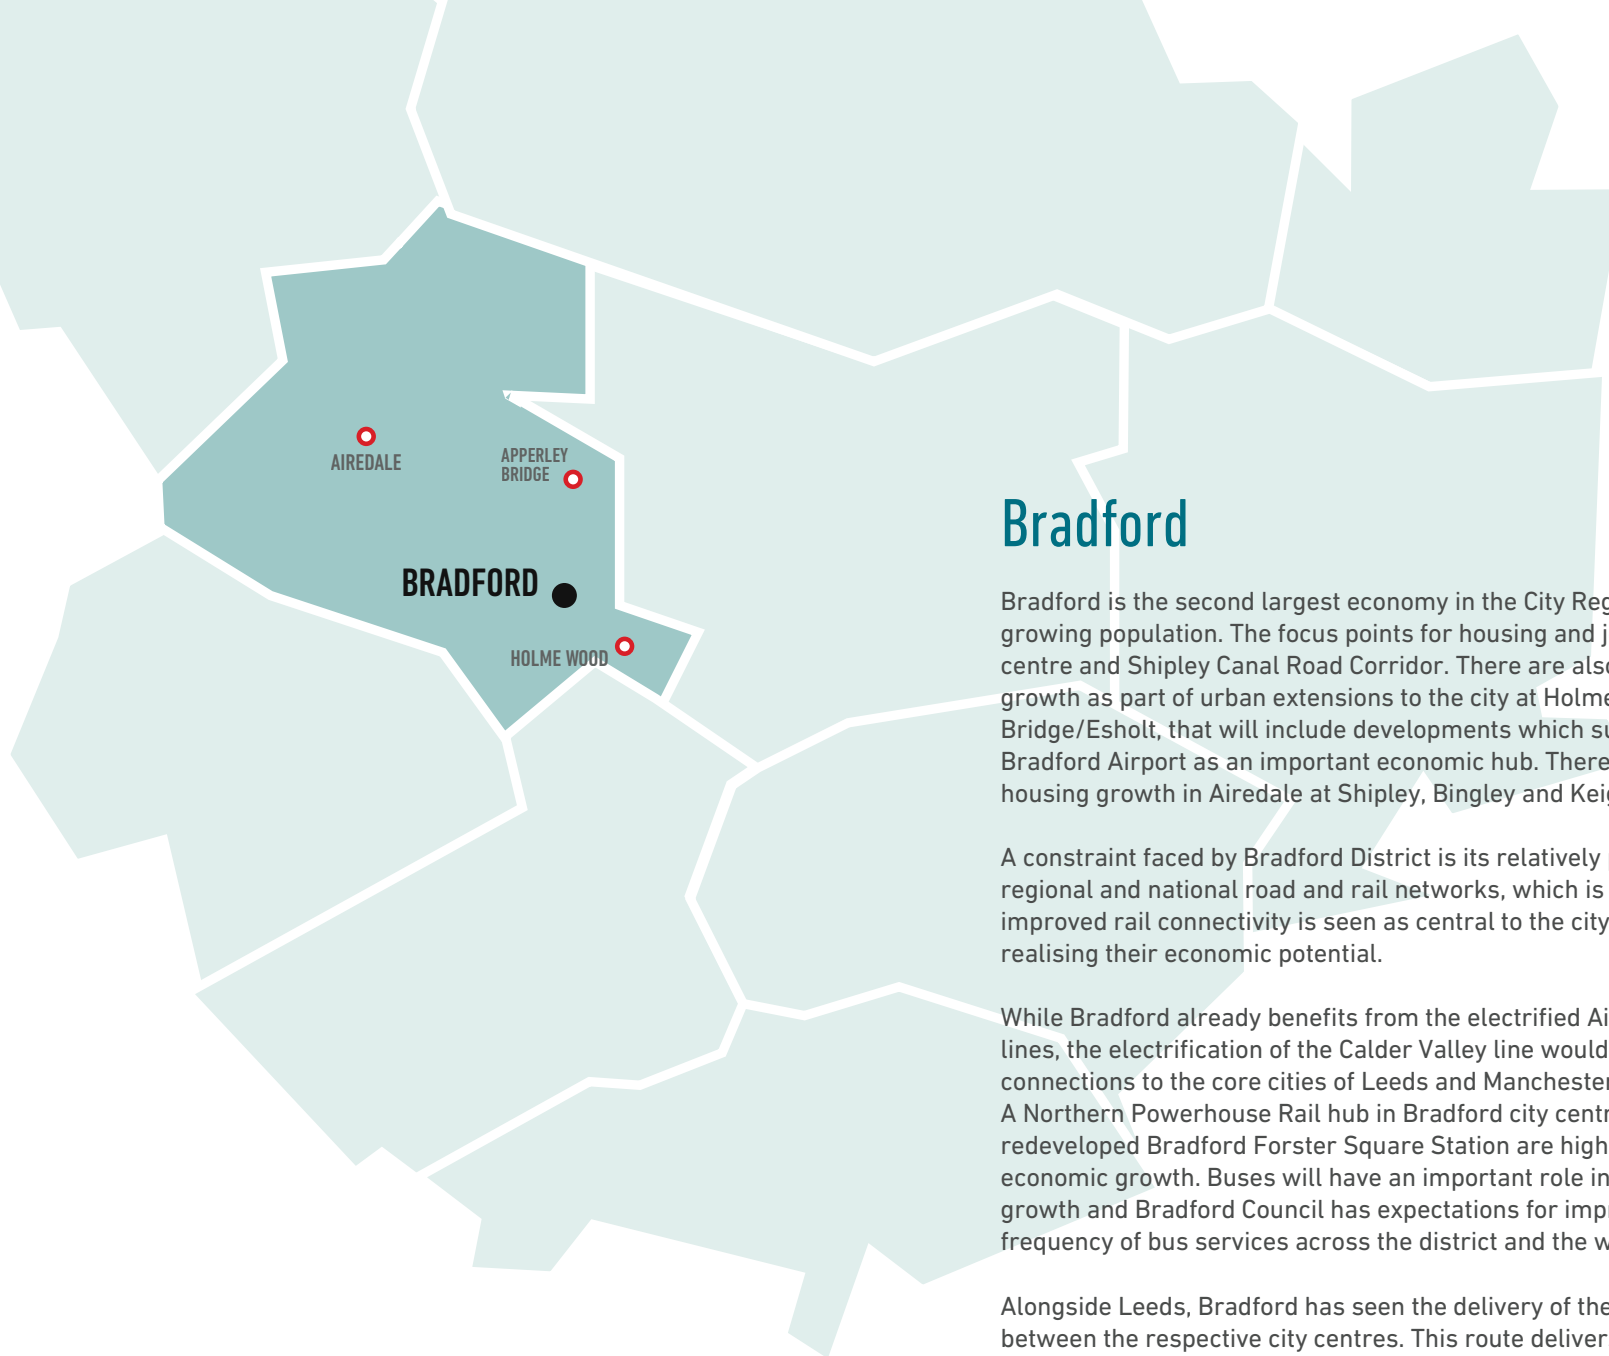 AIREDALE
APPERLEY
BRIDGE
BRADFORD
HOLME WOOD
Bradford
Bradford is the second largest economy in the City Reg
growing population. The focus points for housing and j
centre and Shipley Canal Road Corridor. There are also
growth as part of urban extensions to the city at Holme
Bridge/Esholt, that will include developments which su
Bradford Airport as an important economic hub. There
housing growth in Airedale at Shipley, Bingley and Keig
A constraint faced by Bradford District is its relatively
regional and national road and rail networks, which is
improved rail connectivity is seen as central to the city
realising their economic potential.
While Bradford already benefits from the electrified Ai
lines, the electrification of the Calder Valley line would
connections to the core cities of Leeds and Manchester
A Northern Powerhouse Rail hub in Bradford city centr
redeveloped Bradford Forster Square Station are high
economic growth. Buses will have an important role in
growth and Bradford Council has expectations for impr
frequency of bus services across the district and the w
Alongside Leeds, Bradford has seen the delivery of the
between the respective city centres. This route deliver